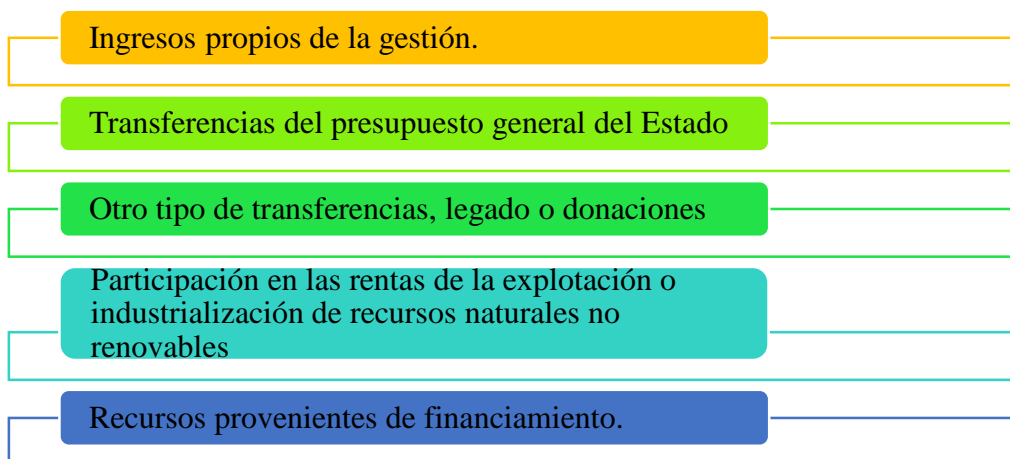 Ingresos propios de la gestión.
Transferencias del presupuesto general del Estado
Otro tipo de transferencias, legado o donaciones
Participación en las rentas de la explotación o
industrialización de recursos naturales no
renovables
Recursos provenientes de financiamiento.